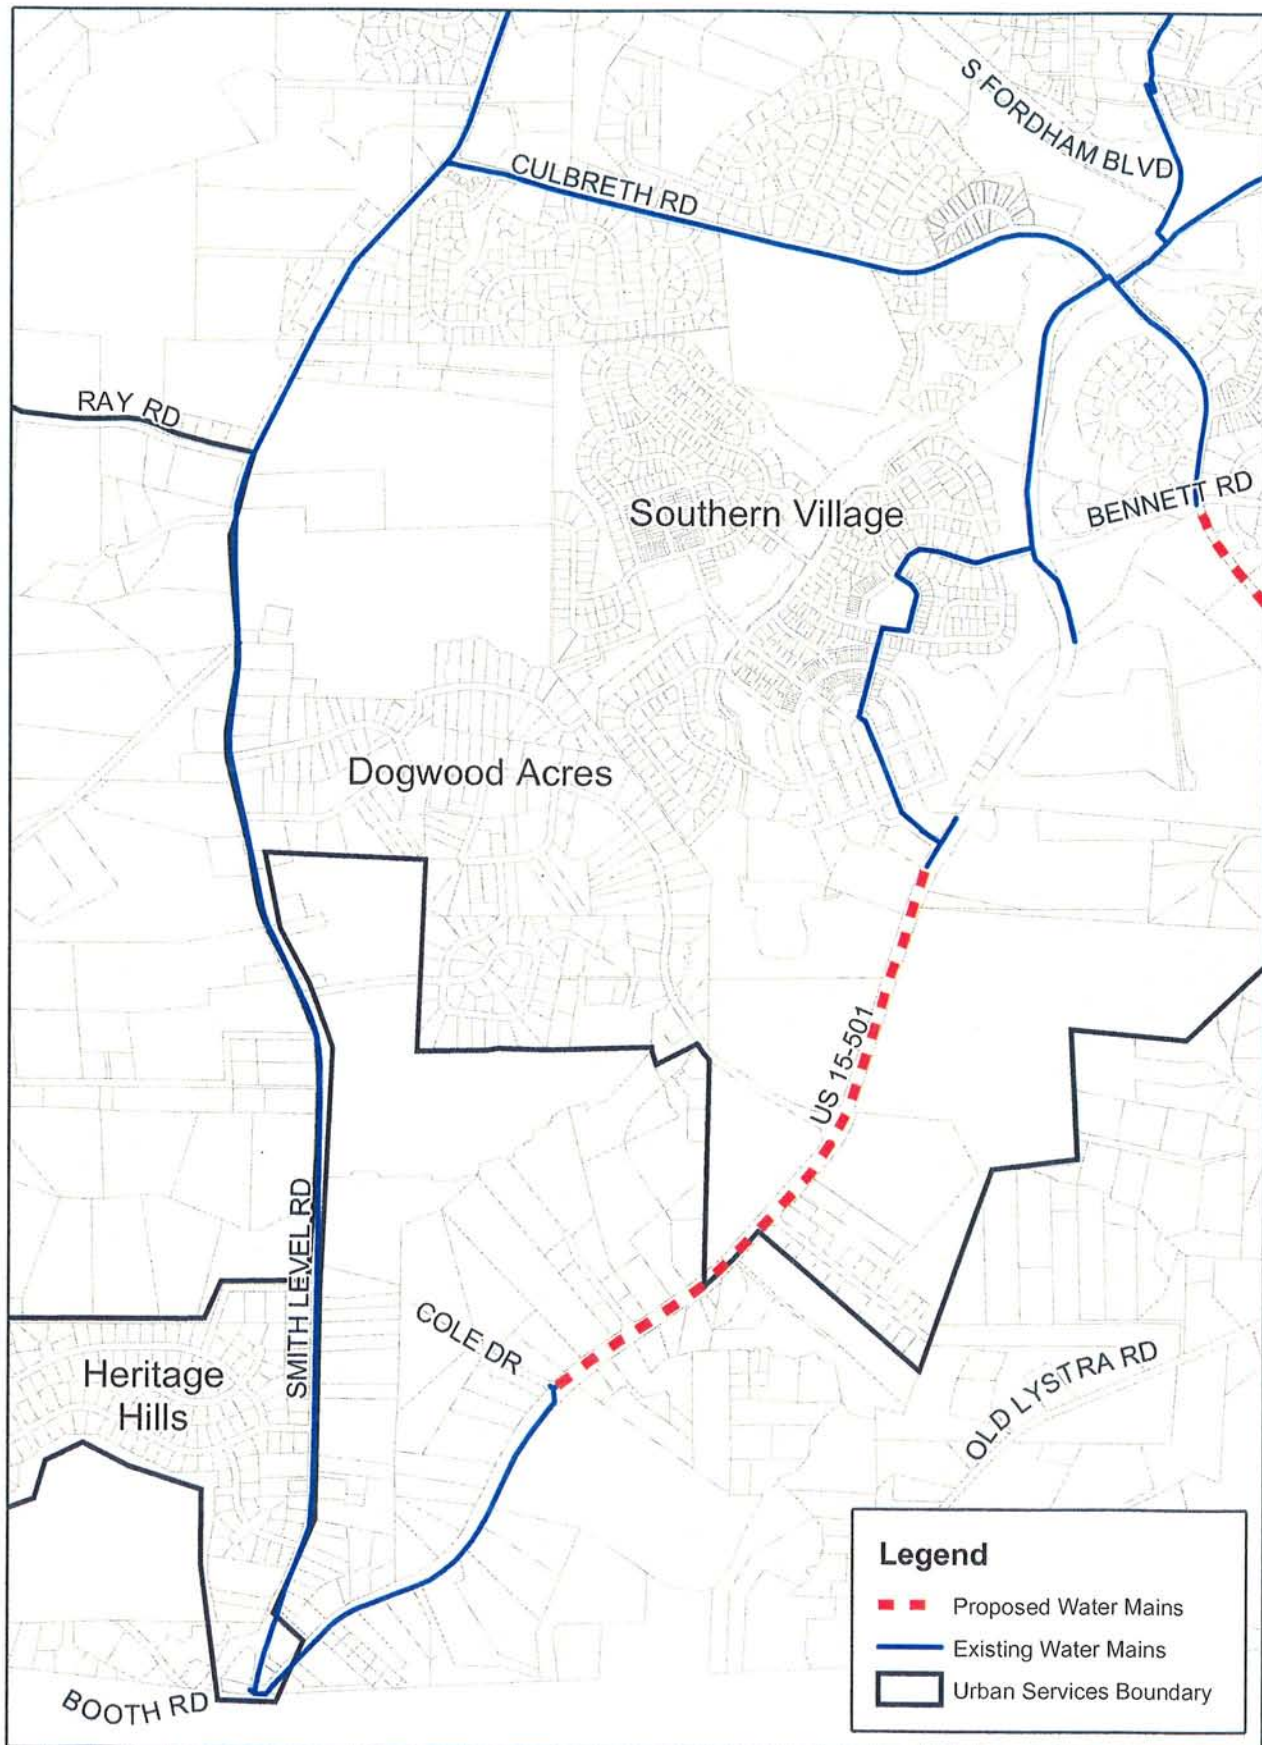 S FORDHAM BLVD
CULBRETH RD
RAY RD
Southern Village
BENNETT RD
Dogwood Acres
US 15-501
SMITH LEVEL RD
COLE DR
Heritage
Hills
OLD LYSTRA RD
BOOTH RD
Legend
Proposed Water Mains
Existing Water Mains
Urban Services Boundary